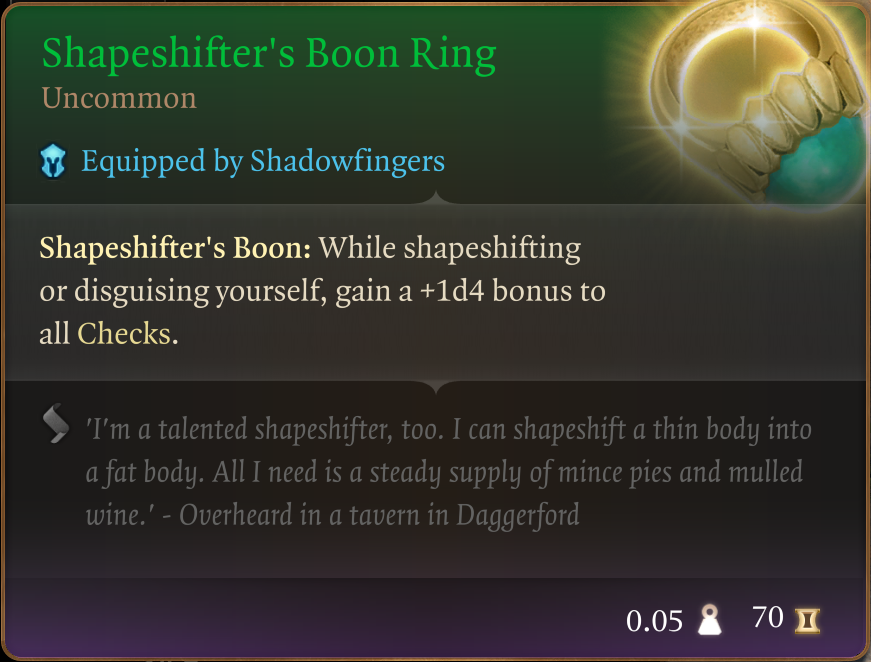 Shapeshifter's Boon Ring
Uncommon
Equipped by Shadowfingers
Shapeshifter's Boon: While shapeshifting
or disguising yourself, gain a +1d4 bonus to
all Checks.
'I'm a talented shapeshifter, too. I can shapeshift a thin body into
a fat body. All I need is a steady supply of mince pies and mulled
wine.' - Overheard in a tavern in Daggerford
0.05 70